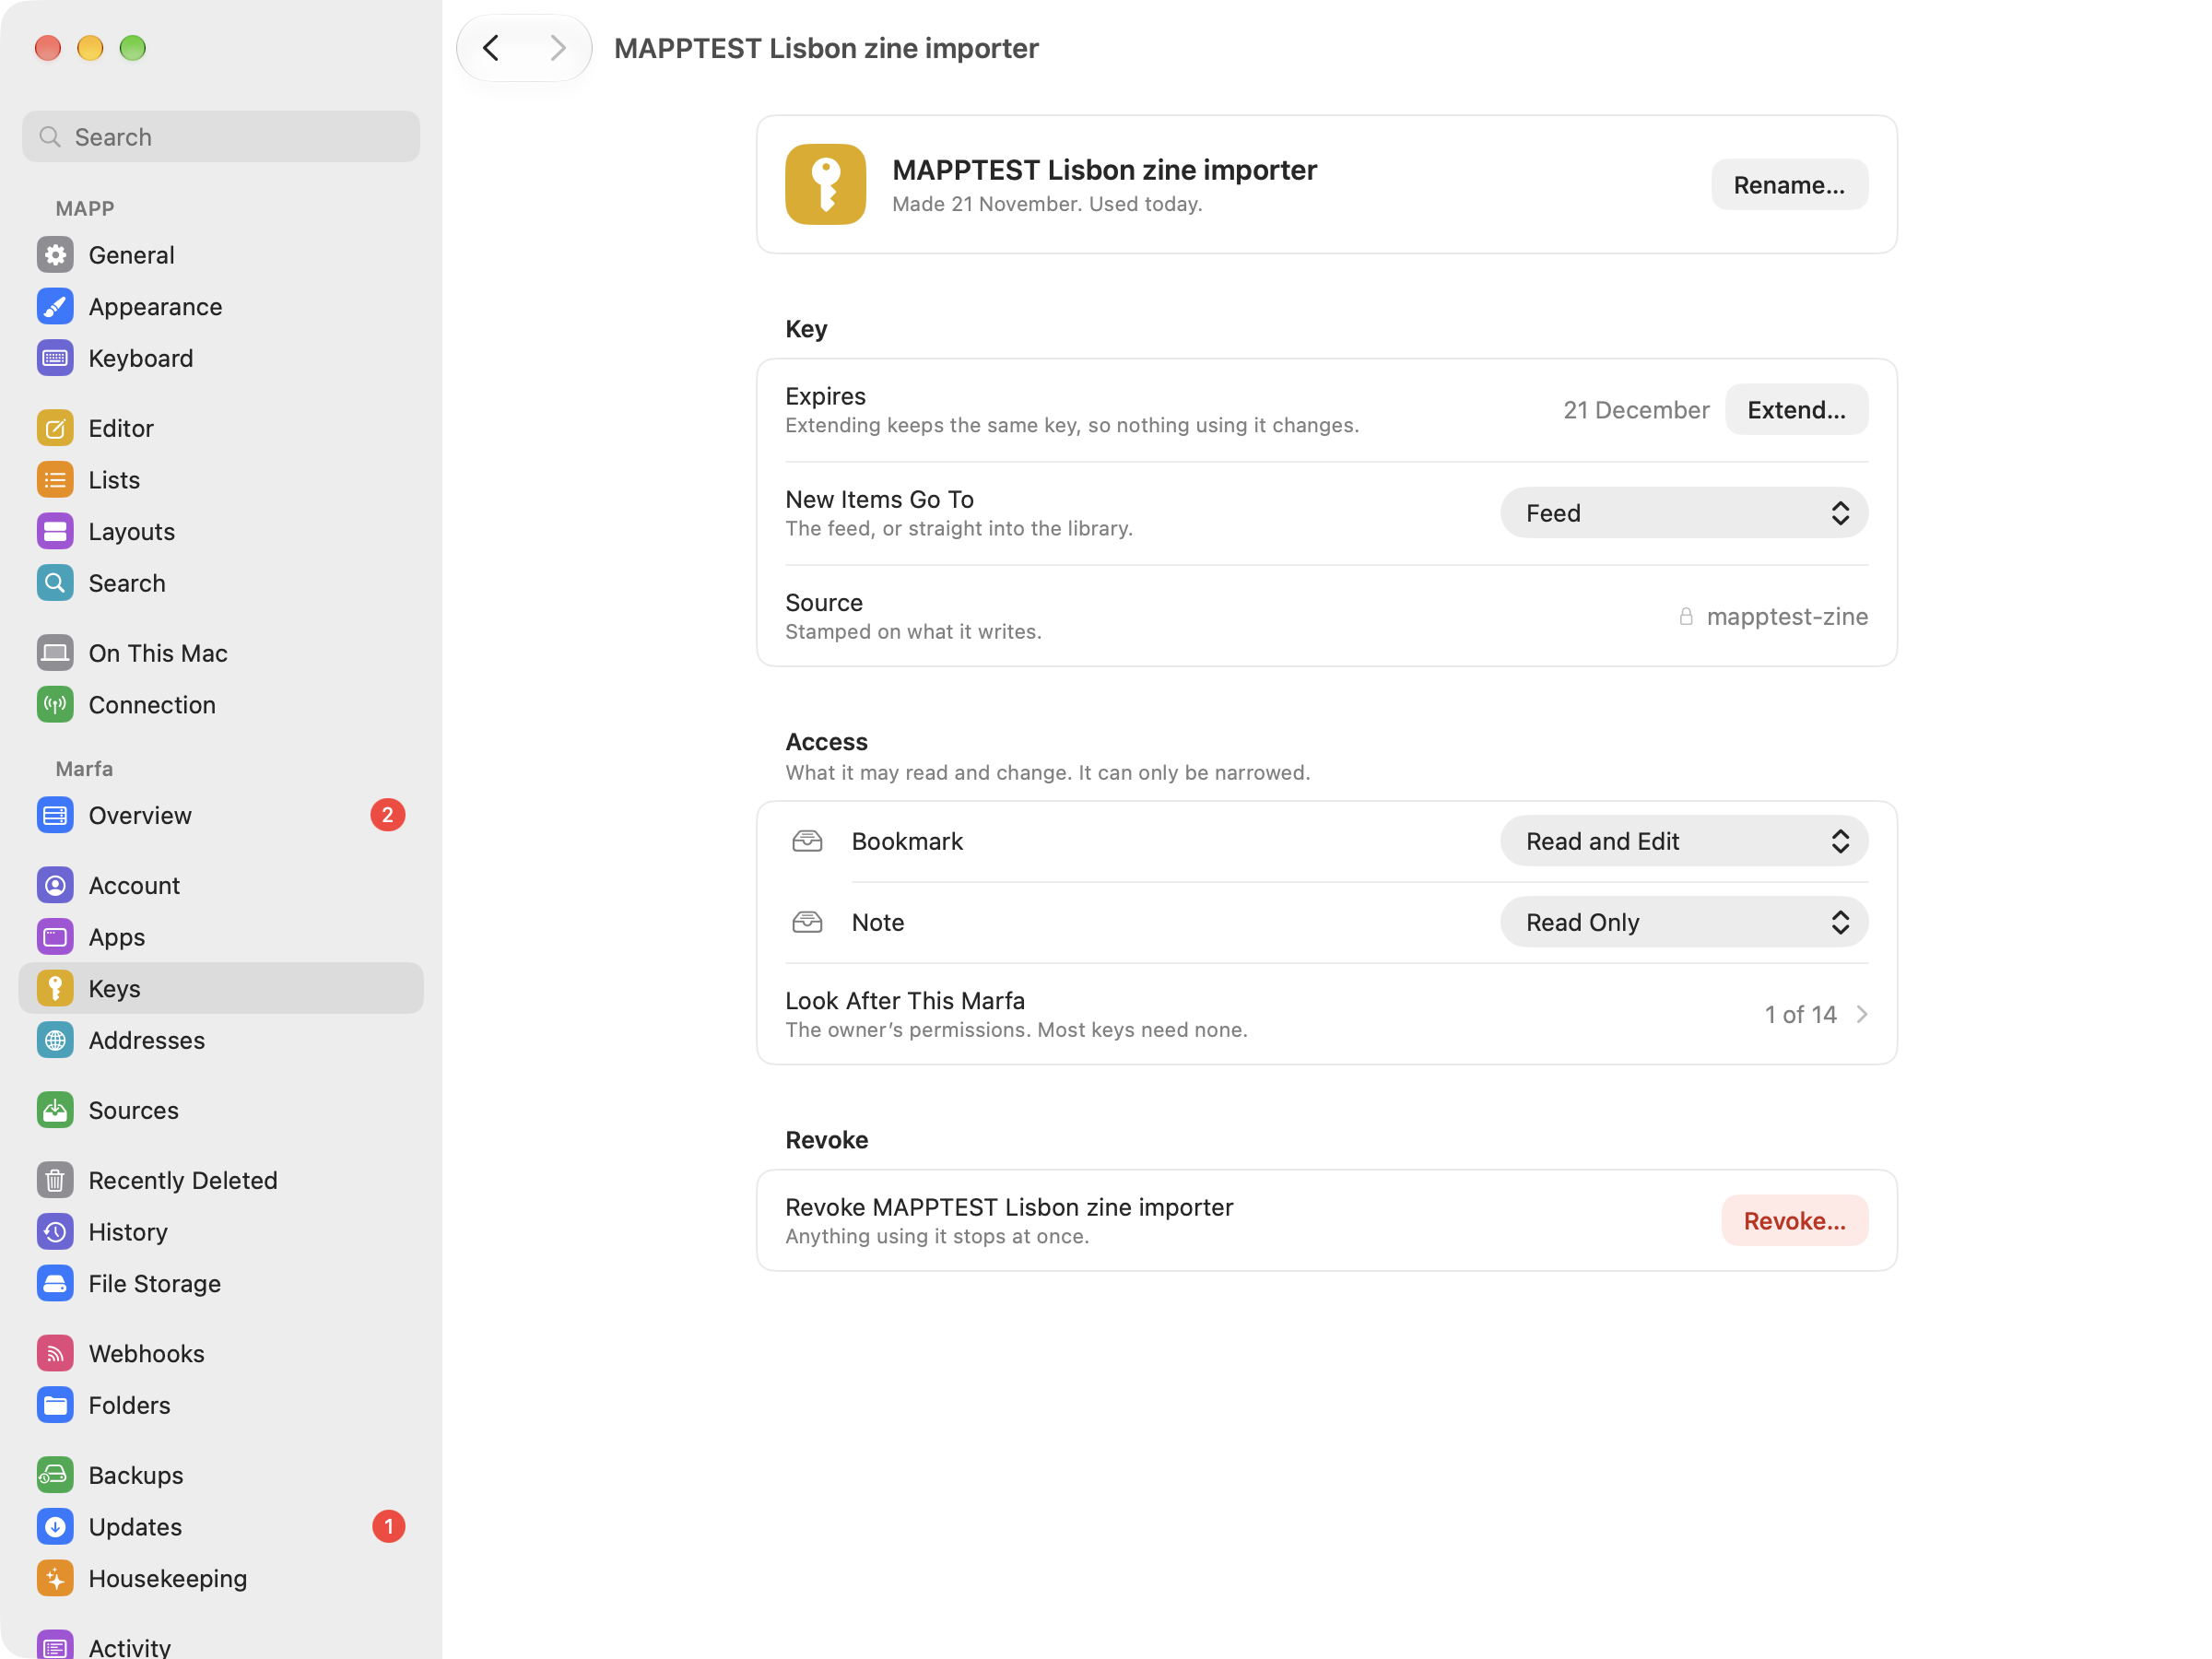 Search
MAPP
General
Appearance
Keyboard
Editor
Lists
Layouts
Search
On This Mac
Connection
Marfa
Overview
2
Account
Apps
Keys
Addresses
Sources
Recently Deleted
History
File Storage
Webhooks
Folders
Backups
Updates
1
Housekeeping
Activity
MAPPTEST Lisbon zine importer
MAPPTEST Lisbon zine importer
Made 21 November. Used today.
Rename...
Key
Expires
Extending keeps the same key, so nothing using it changes.
21 December
Extend...
New Items Go To
The feed, or straight into the library.
Feed
Source
Stamped on what it writes.
mapptest-zine
Access
What it may read and change. It can only be narrowed.
Bookmark
Read and Edit
Note
Read Only
Look After This Marfa
The owner’s permissions. Most keys need none.
1 of 14
Revoke
Revoke MAPPTEST Lisbon zine importer
Anything using it stops at once.
Revoke...